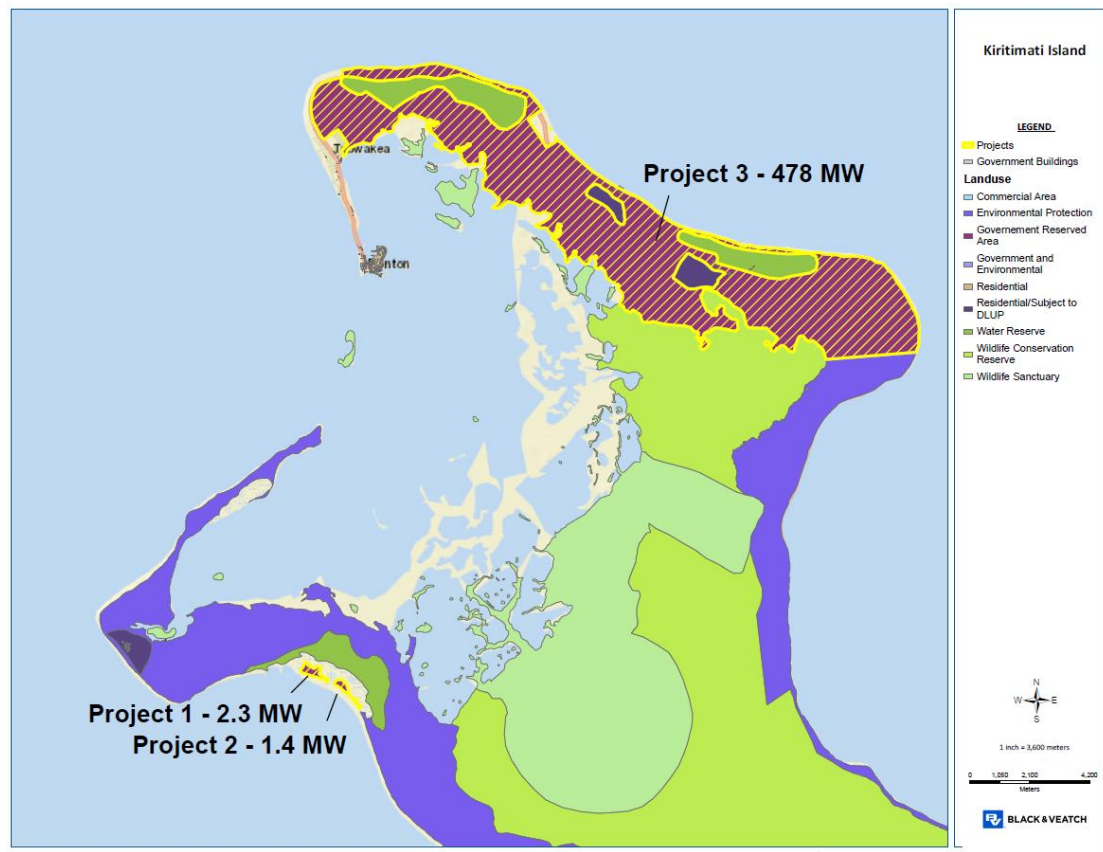 Project 3 - 478 MW
Project 1 - 2.3 MW
Project 2 - 1.4 MW
Kiritimati Island
LEGEND
Projects
Government Buildings
Landuse
Commercial Area
Environmental Protection
Governement Reserved
Area
Government and
Environmental
Residential
Residential/Subject to
DLUP
Water Reserve
Wildlife Conservation
Reserve
Wildlife Sanctuary
N
W E
S
1 inch = 3,600 meters
0 1,050 2,100 4,200
Meters
BV BLACK & VEATCH